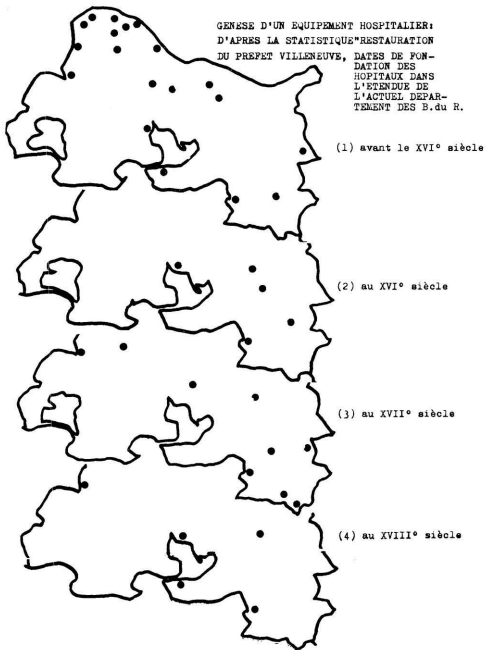 GENESE D'UN EQUIPEMENT HOSPITALIER:
D'APRES LA STATISTIQUE"RESTAURATION
DU PREFET VILLENEUVE, DATES DE FON-
DATION DES
HOPITAUX DANS
L'ETENDUE DE
L'ACTUEL DEPAR-
TEMENT DES B.du R.
(1) avant le XVI° siècle
(2) au XVI° siècle
(3) au XVII° siècle
(4) au XVIII° siècle